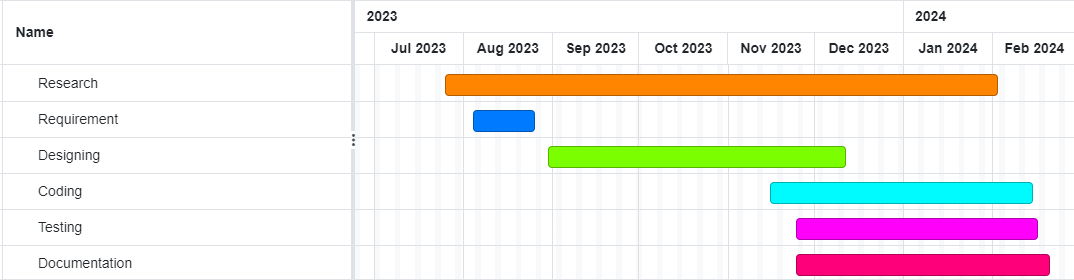 Name
2023 2024
Jul 2023 Aug 2023 Sep 2023 Oct 2023 Nov 2023 Dec 2023 Jan 2024 Feb 2024
Research
Requirement
Designing
Coding
Testing
Documentation